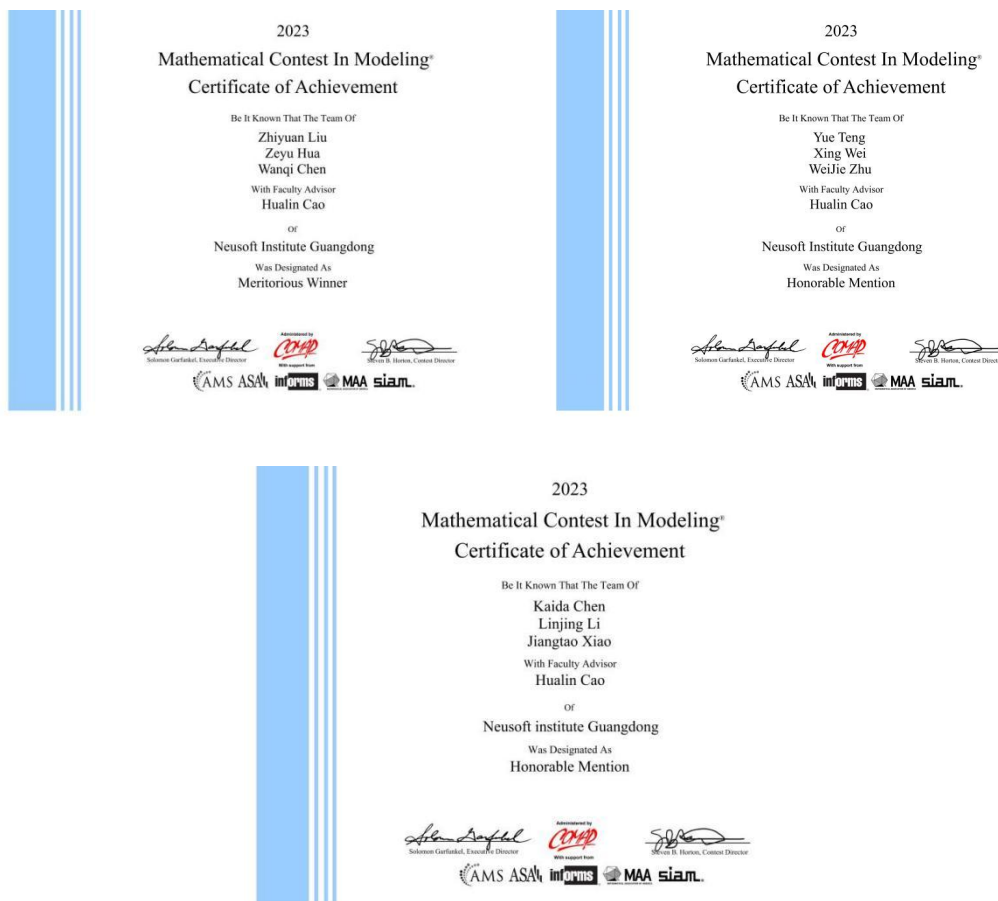 2023
Mathematical Contest In Modeling®
Certificate of Achievement
Be It Known That The Team Of
Zhiyuan Liu
Zeyu Hua
Wanqi Chen
With Faculty Advisor
Hualin Cao
Of
Neusoft Institute Guangdong
Was Designated As
Meritorious Winner
Administered by
COMAP
With support from
Solomon Garfunkel, Executive Director
Steven B. Horton, Contest Director
AMS ASA informs MAA siam.
2023
Mathematical Contest In Modeling®
Certificate of Achievement
Be It Known That The Team Of
Yue Teng
Xing Wei
WeiJie Zhu
With Faculty Advisor
Hualin Cao
Of
Neusoft Institute Guangdong
Was Designated As
Honorable Mention
Administered by
COMAP
With support from
Solomon Garfunkel, Executive Director
Steven B. Horton, Contest Direct
AMS ASA informs MAA siam.
2023
Mathematical Contest In Modeling®
Certificate of Achievement
Be It Known That The Team Of
Kaida Chen
Linjing Li
Jiangtao Xiao
With Faculty Advisor
Hualin Cao
Of
Neusoft institute Guangdong
Was Designated As
Honorable Mention
Administered by
COMAP
With support from
Solomon Garfunkel, Executive Director
Steven B. Horton, Contest Director
AMS ASA informs MAA siam.